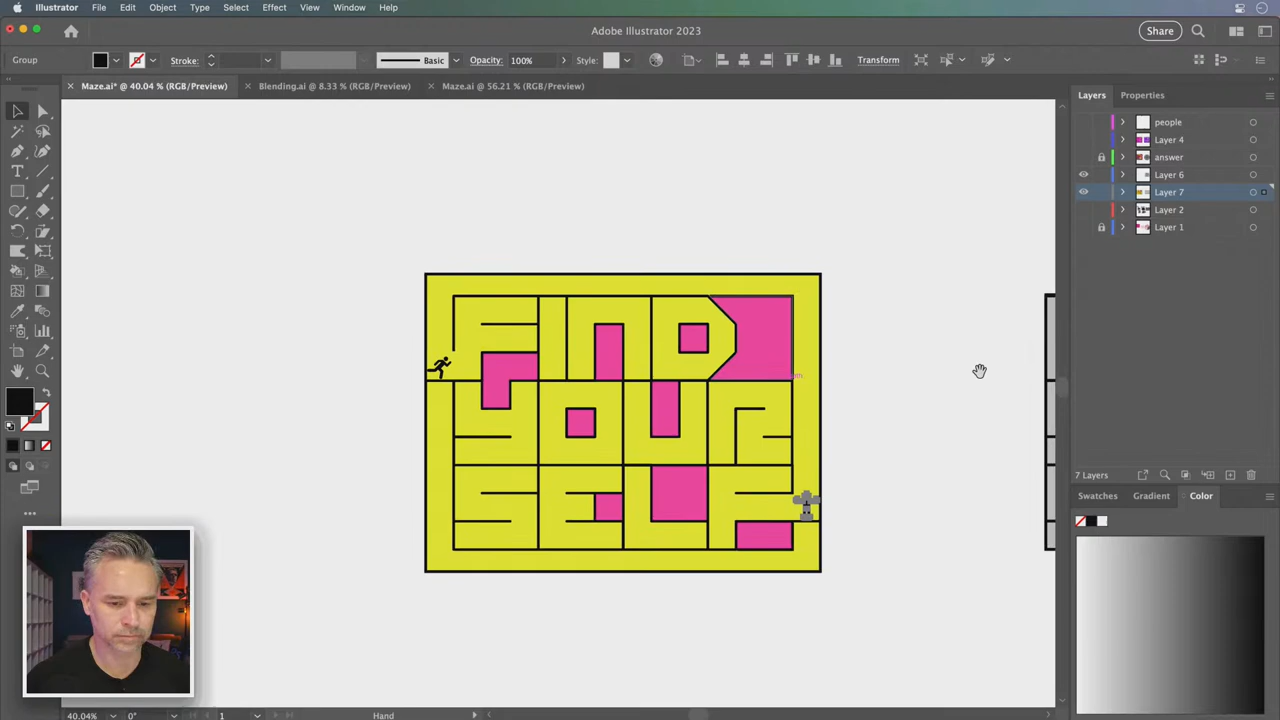 Illustrator File Edit Object Type Select Effect View Window Help
Adobe Illustrator 2023
Share
Group
Stroke:
Basic
Opacity: 100%
Style:
Transform
Maze.ai* @ 40.04 % (RGB/Preview)
Blending.ai @ 8.33 % (RGB/Preview)
Maze.ai @ 56.21 % (RGB/Preview)
Layers Properties
people
Layer 4
answer
Layer 6
Layer 7
Layer 2
Layer 1
FIND
YOUR
SELF
7 Layers
Swatches Gradient Color
40.04% 0° 1 Hand